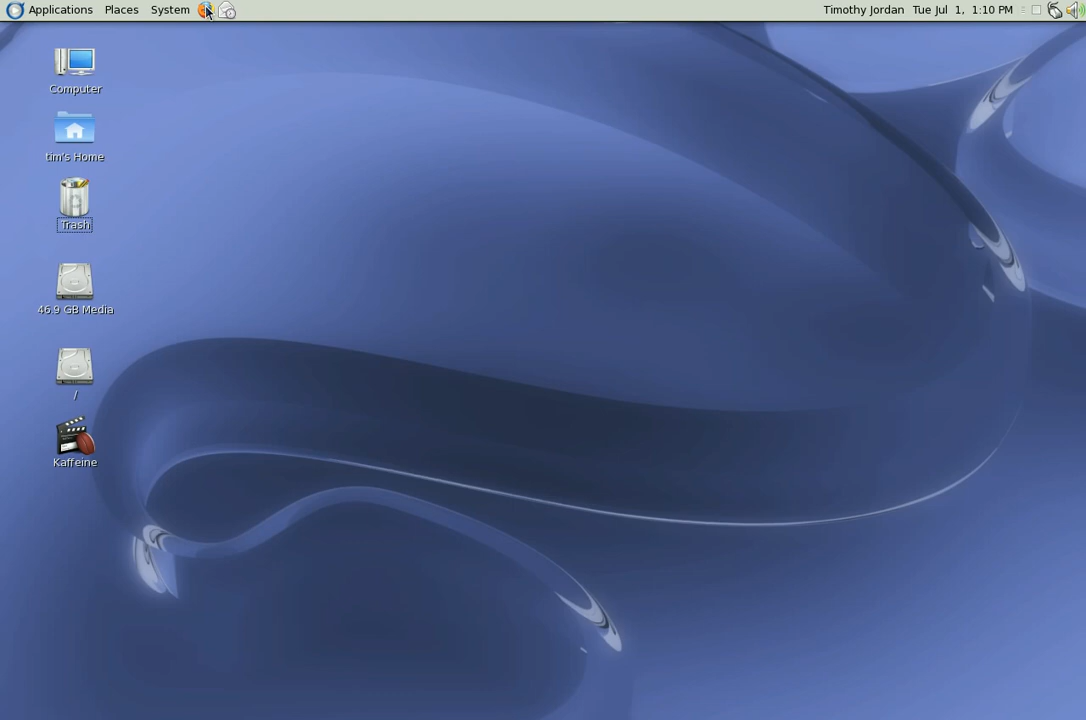 Applications Places System Timothy Jordan Tue Jul 1, 1:10 PM
Computer
tim's Home
Trash
46.9 GB Media
/
Kaffeine